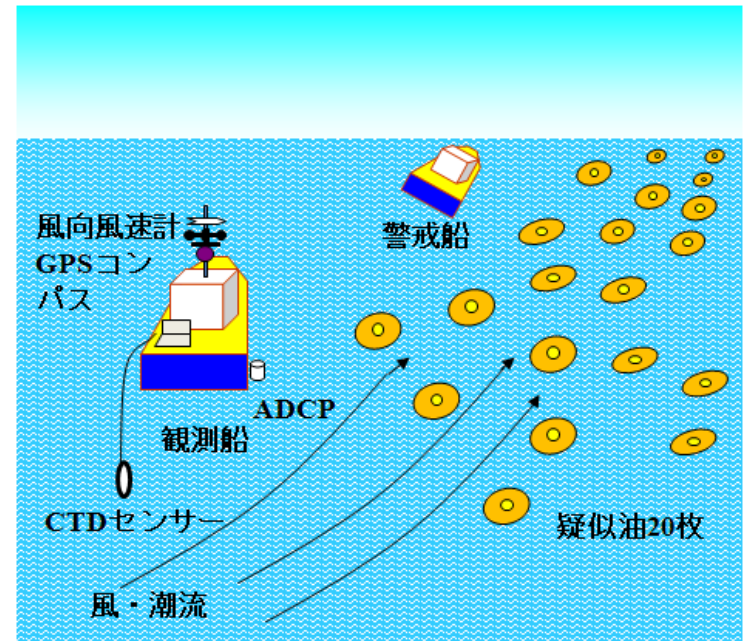 警戒船
風向風速計
GPSコン
パス
ADCP
観測船
CTDセンサー
疑似油20枚
風・潮流